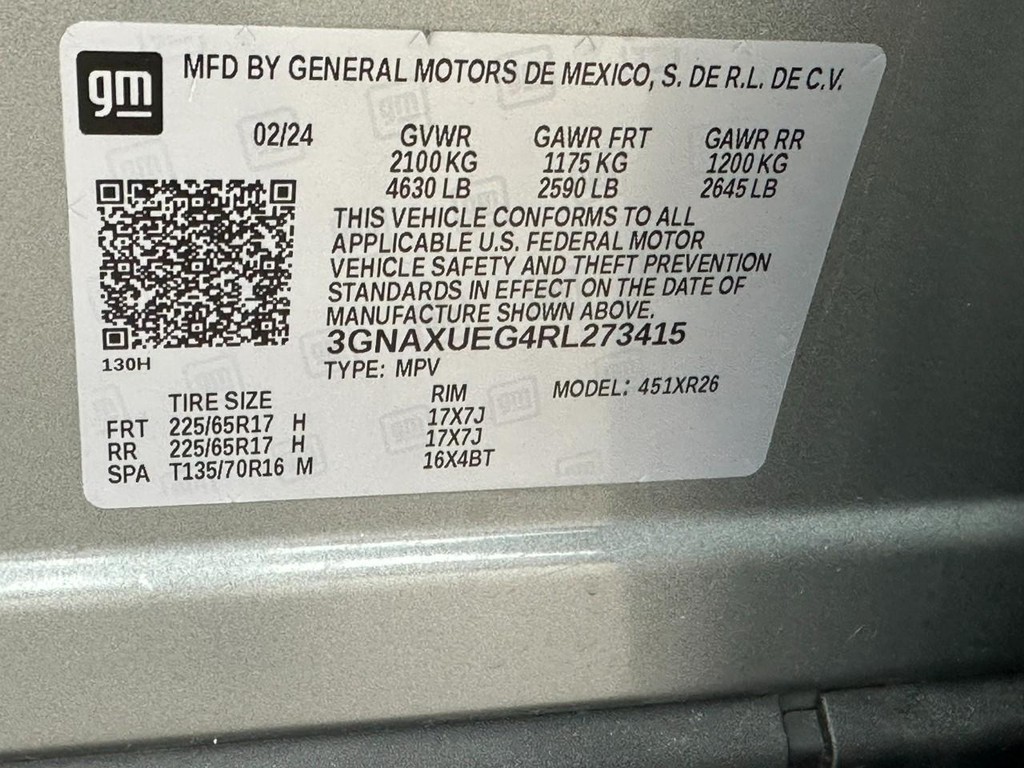 gm
MFD BY GENERAL MOTORS DE MEXICO, S. DE R.L. DE C.V.
02/24 GVWR GAWR FRT GAWR RR
2100 KG 1175 KG 1200 KG
4630 LB 2590 LB 2645 LB
THIS VEHICLE CONFORMS TO ALL
APPLICABLE U.S. FEDERAL MOTOR
VEHICLE SAFETY AND THEFT PREVENTION
STANDARDS IN EFFECT ON THE DATE OF
MANUFACTURE SHOWN ABOVE.
3GNAXUEG4RL273415
130H
TYPE: MPV MODEL: 451XR26
TIRE SIZE RIM
FRT 225/65R17 H 17X7J
RR 225/65R17 H 17X7J
SPA T135/70R16 M 16X4BT